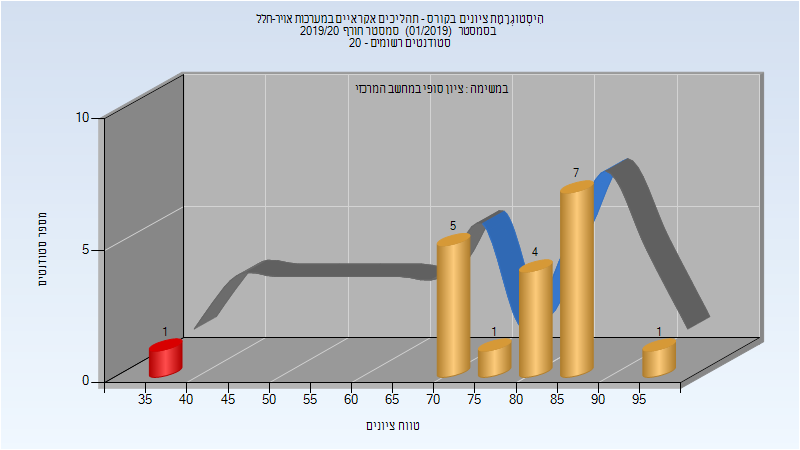 היסטוגרמת ציונים בקורס - תהליכים אקראיים במערכות אויר-חלל
בסמסטר (01/2019) סמסטר חורף 2019/20
סטודנטים רשומים - 20
במשימה : ציון סופי במחשב המרכזי
מספר סטודנטים
10
5
0
1
5
1
4
7
1
35 40 45 50 55 60 65 70 75 80 85 90 95
טווח ציונים